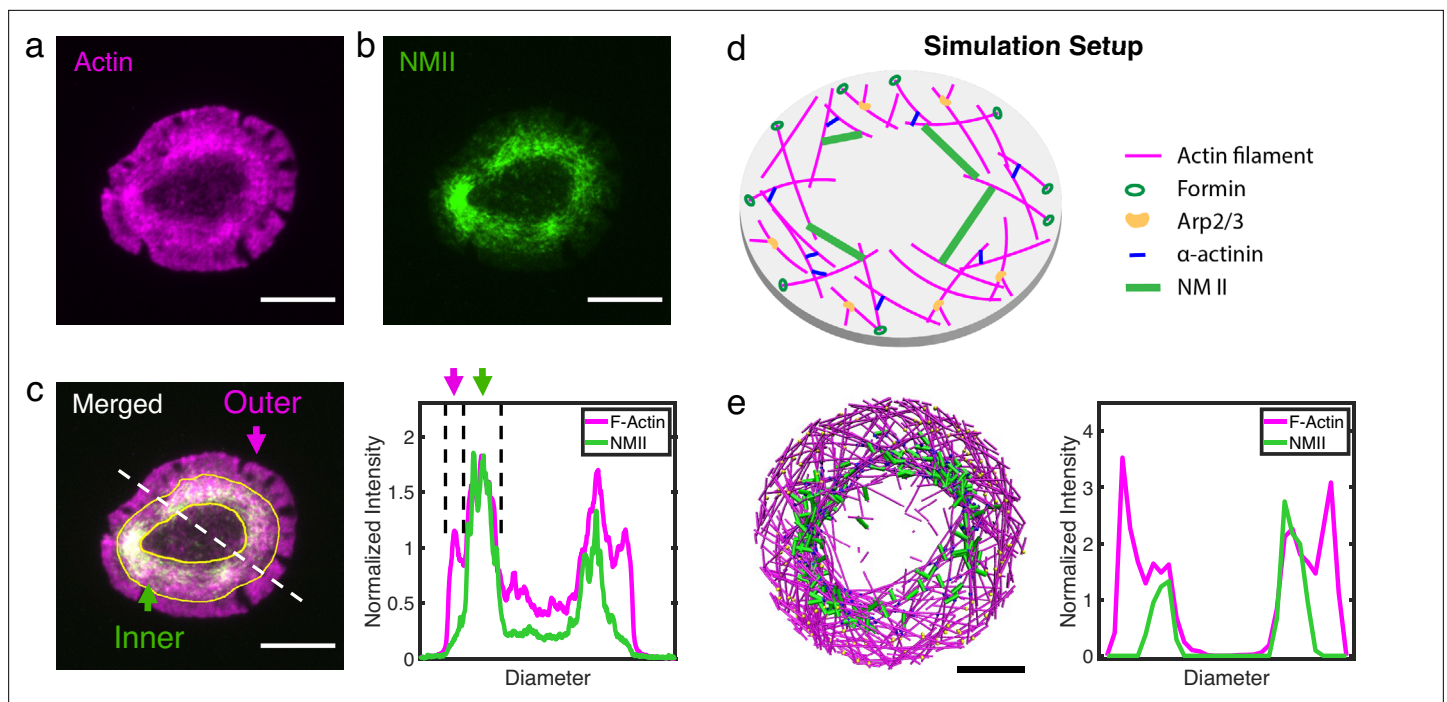 a
Actin
b
NMII
d
Simulation Setup
Actin filament
Formin
Arp2/3
α-actinin
NM II
c
Merged
Outer
Inner
Normalized Intensity
2
1.5
1
0.5
0
F-Actin
NMII
Diameter
e
Normalized Intensity
4
3
2
1
0
F-Actin
NMII
Diameter